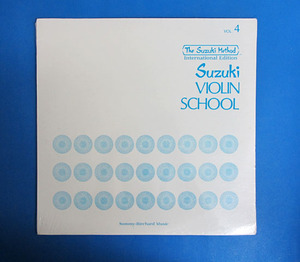 VOL. 4
The Suzuki Method
International Edition
Suzuki
VIOLIN
SCHOOL
Summy-Birchard Music